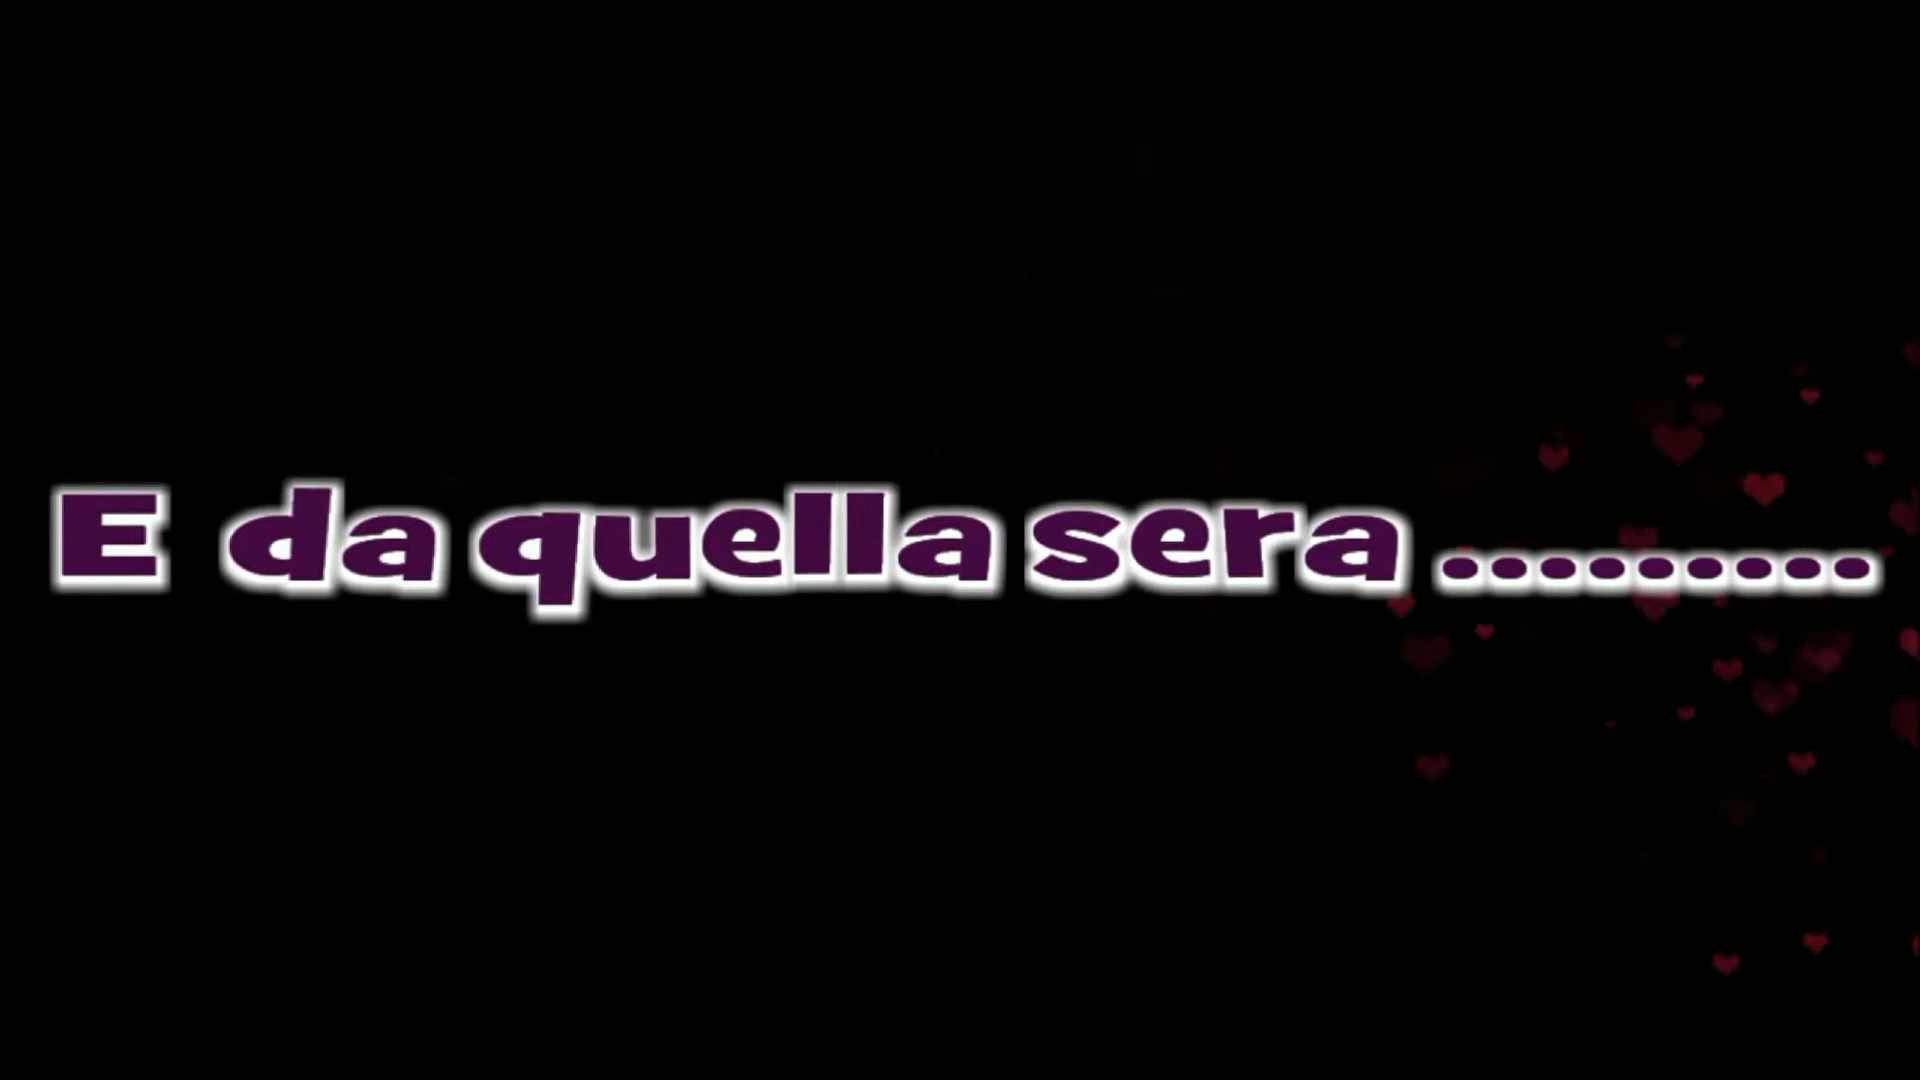 E da quella sera .........